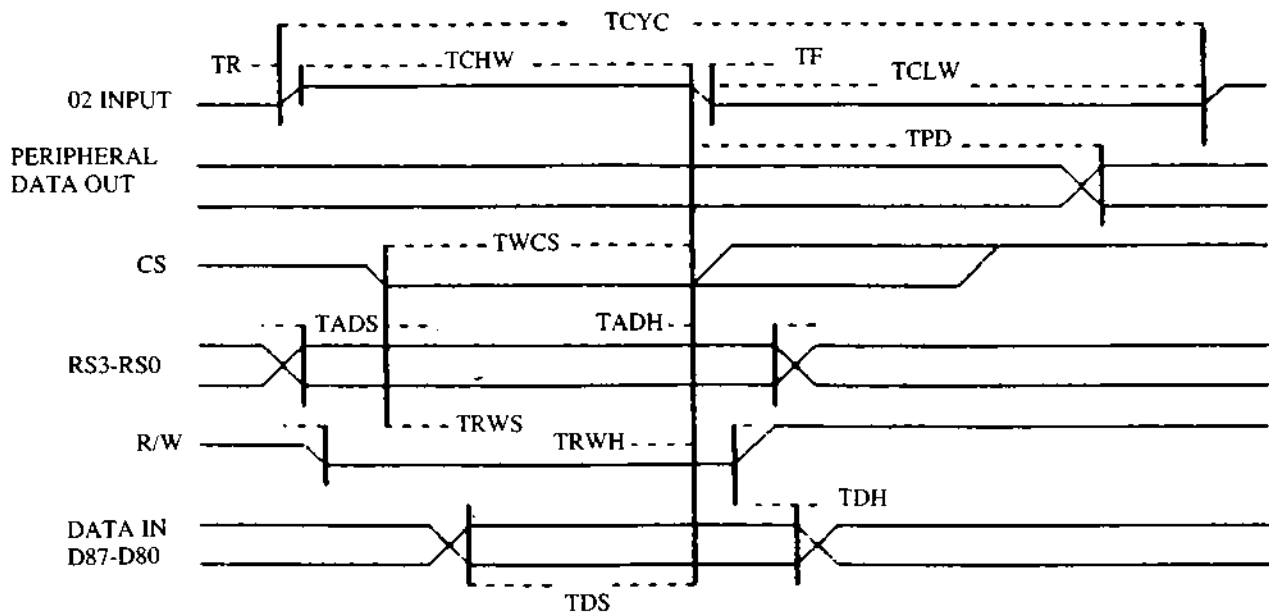 TCYC
TR TCHW TF
TCLW
02 INPUT
TPD
PERIPHERAL
DATA OUT
TWCS
CS
TADS TADH
RS3-RS0
TRWS
R/W TRWH
TDH
DATA IN
D87-D80
TDS